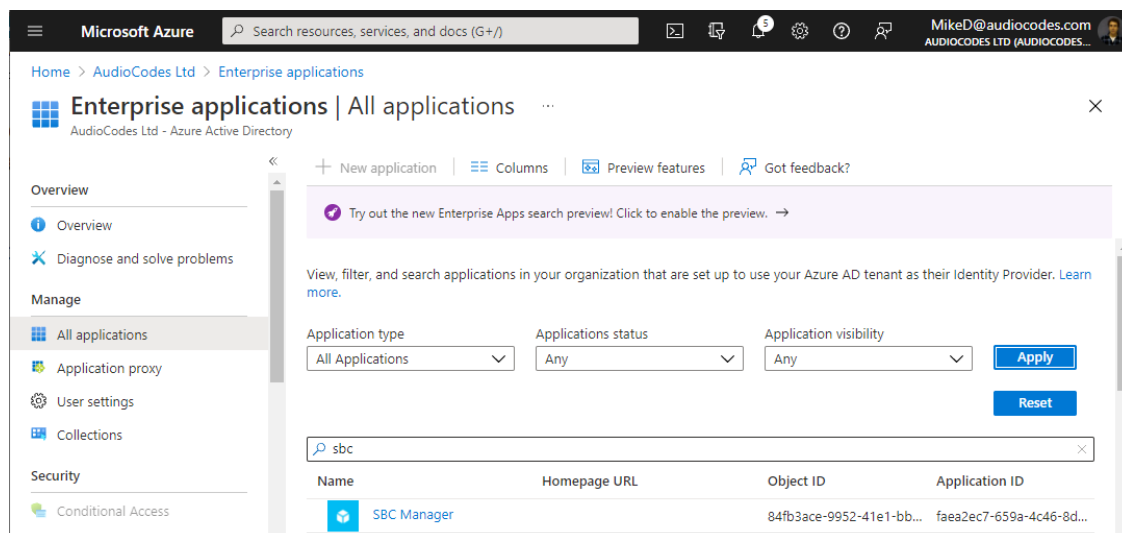 Microsoft Azure
Search resources, services, and docs (G+/)
5
MikeD@audiocodes.com
AUDIOCODES LTD (AUDIOCODES...
Home > AudioCodes Ltd > Enterprise applications
Enterprise applications | All applications ...
AudioCodes Ltd - Azure Active Directory
New application
Columns
Preview features
Got feedback?
Overview
Overview
Diagnose and solve problems
Manage
All applications
Application proxy
User settings
Collections
Security
Conditional Access
Try out the new Enterprise Apps search preview! Click to enable the preview. →
View, filter, and search applications in your organization that are set up to use your Azure AD tenant as their Identity Provider. Learn
more.
Application type
Applications status
Application visibility
All Applications
Any
Any
Apply
Reset
sbc
Name Homepage URL Object ID Application ID
SBC Manager 84fb3ace-9952-41e1-bb... faea2ec7-659a-4c46-8d...